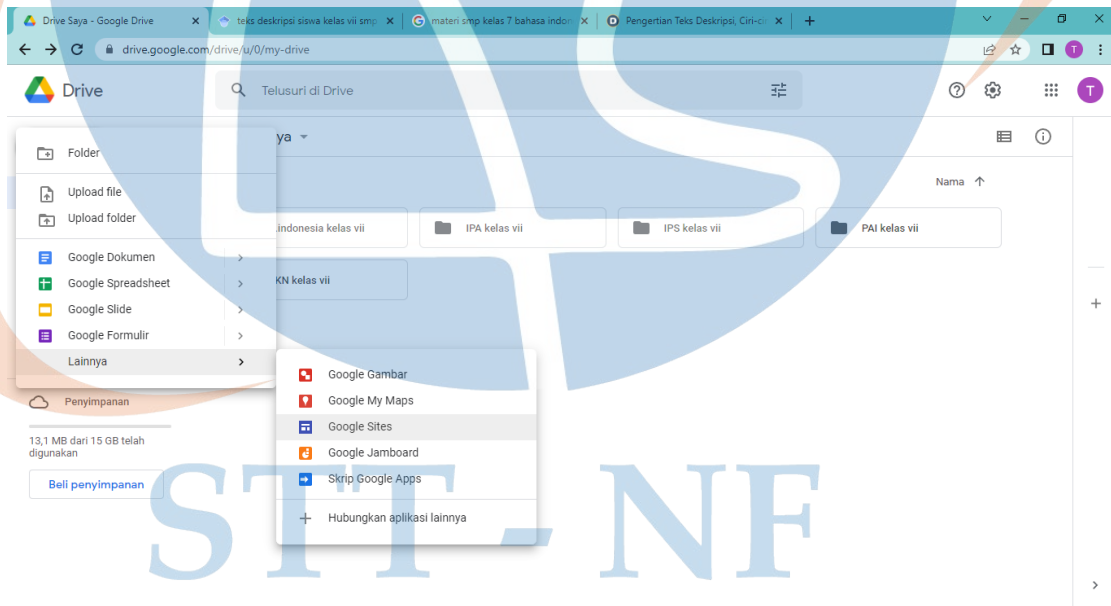 Drive Saya - Google Drive
teks deskripsi siswa kelas vii smp
materi smp kelas 7 bahasa indon
Pengertian Teks Deskripsi, Ciri-ci
drive.google.com/drive/u/0/my-drive
T
Drive
Telusuri di Drive
T
ya
Folder
Nama
Upload file
Upload folder
.indonesia kelas vii
IPA kelas vii
IPS kelas vii
PAI kelas vii
Google Dokumen
KN kelas vii
Google Spreadsheet
Google Slide
Google Formulir
Lainnya
Google Gambar
Google My Maps
Google Sites
Google Jamboard
Skrip Google Apps
Hubungkan aplikasi lainnya
Penyimpanan
13,1 MB dari 15 GB telah
digunakan
Beli penyimpanan
STT - NF